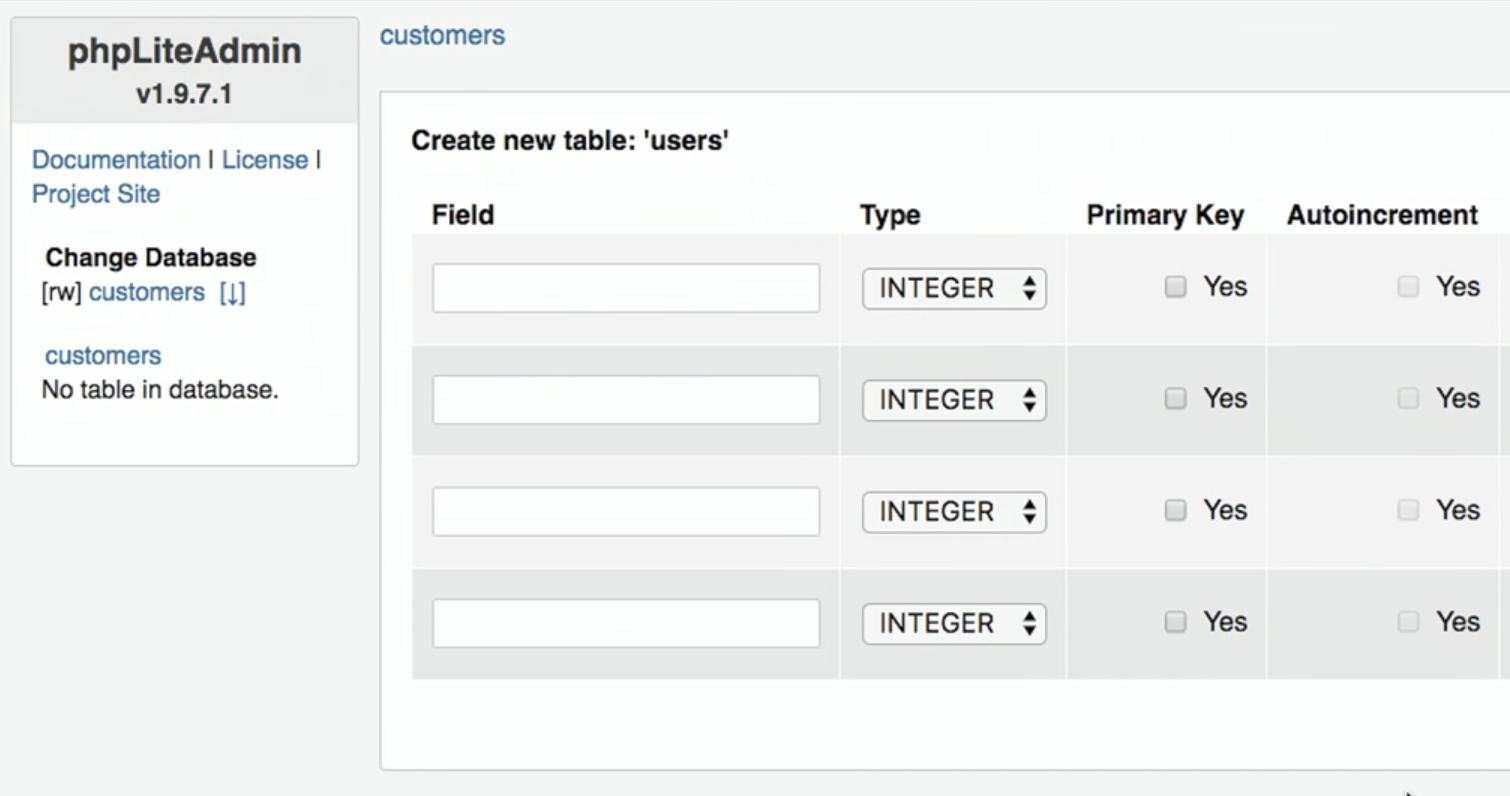 phpLiteAdmin
v1.9.7.1
Documentation | License |
Project Site
Change Database
[rw] customers [↓]
customers
No table in database.
customers
Create new table: 'users'
Field Type Primary Key Autoincrement
INTEGER Yes Yes
INTEGER Yes Yes
INTEGER Yes Yes
INTEGER Yes Yes